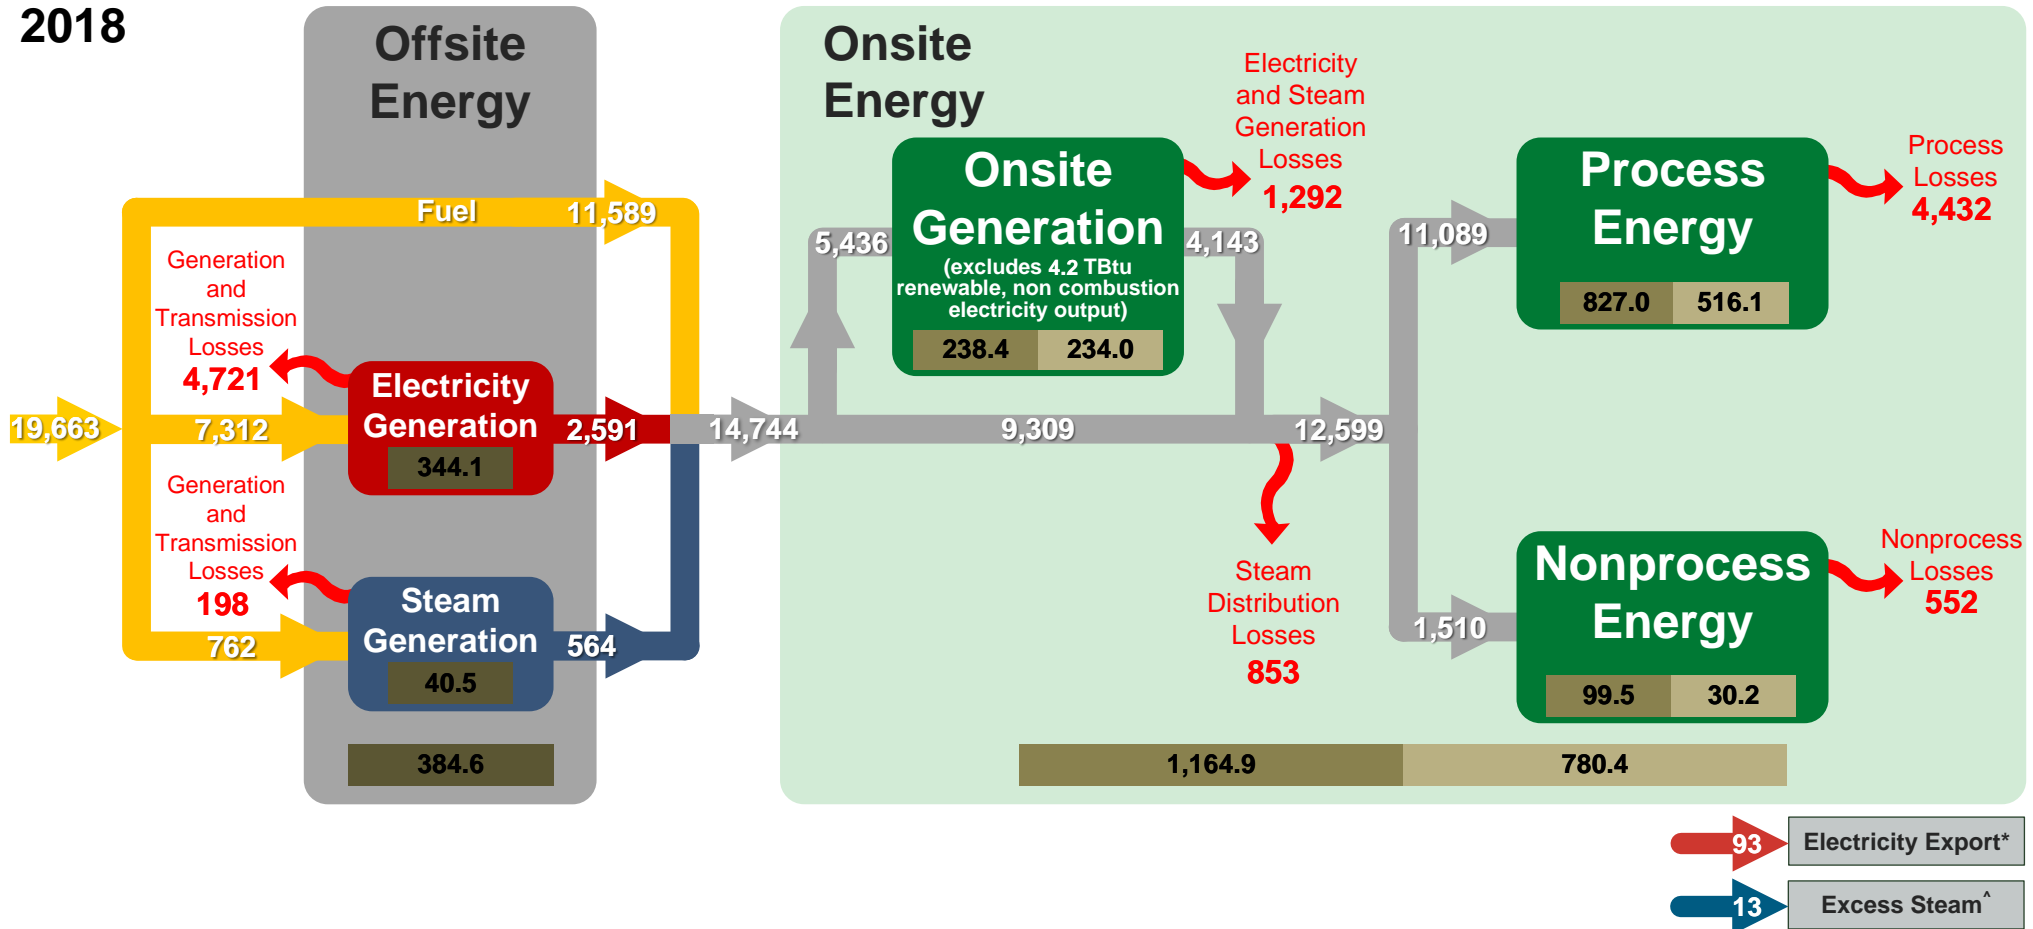 2018
Offsite
Energy
Onsite
Energy
Fuel
11,589
Generation
and
Transmission
Losses
4,721
19,663
7,312
Electricity
Generation
344.1
2,591
14,744
Generation
and
Transmission
Losses
198
762
Steam
Generation
40.5
564
384.6
5,436
Onsite
Generation
(excludes 4.2 TBtu
renewable, non combustion
electricity output)
238.4
234.0
4,143
Electricity
and Steam
Generation
Losses
1,292
9,309
12,599
Steam
Distribution
Losses
853
11,089
Process
Energy
827.0
516.1
Process
Losses
4,432
1,510
Nonprocess
Energy
99.5
30.2
Nonprocess
Losses
552
1,164.9
780.4
93
Electricity Export*
13
Excess Steam^